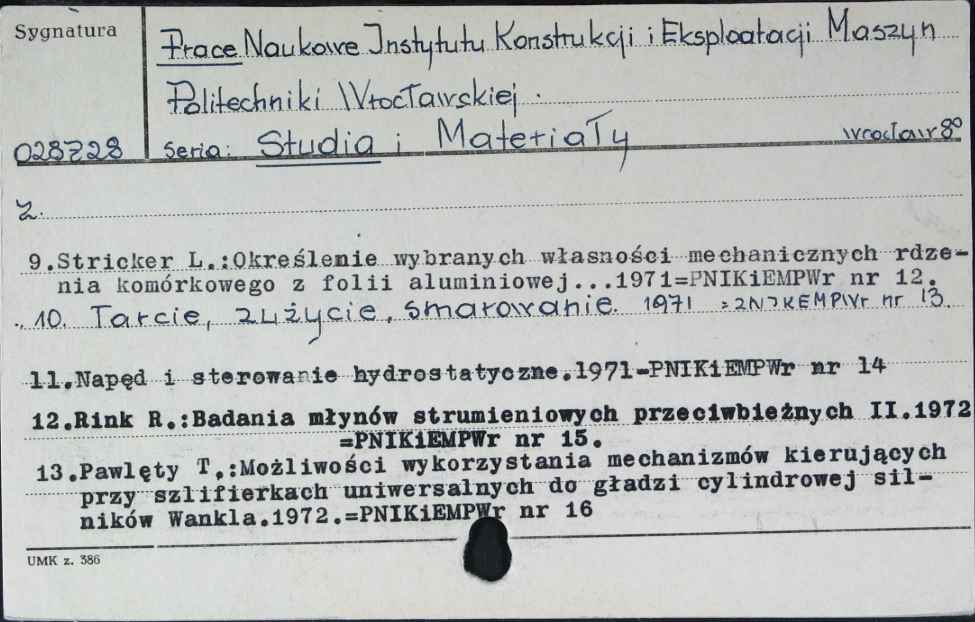 Sygnatura
Prace Naukowe Instytutu Konstrukcji i Eksploatacji Maszyn
Politechniki Wrocławskiej.
028728 seria: Studia i Materiały Wrocław 8°
2.
9.Stricker L.:Określenie wybranych własności mechanicznych rdze-
nia komórkowego z folii aluminiowej...1971=PNIKiEMPWr nr 12.
10. Tarcie, zużycie, smarowanie. 1971 =ZNIKEMPWr nr 13.
11.Napęd i sterowanie hydrostatyczne.1971-PNIKiEMPWr nr 14
12.Rink R.:Badania młynów strumieniowych przeciwbieżnych II.1972
=PNIKiEMPWr nr 15.
13.Pawlęty T.:Możliwości wykorzystania mechanizmów kierujących
przy szlifierkach uniwersalnych do gładzi cylindrowej sil-
ników Wankla.1972.=PNIKiEMPWr nr 16
UMK z. 386